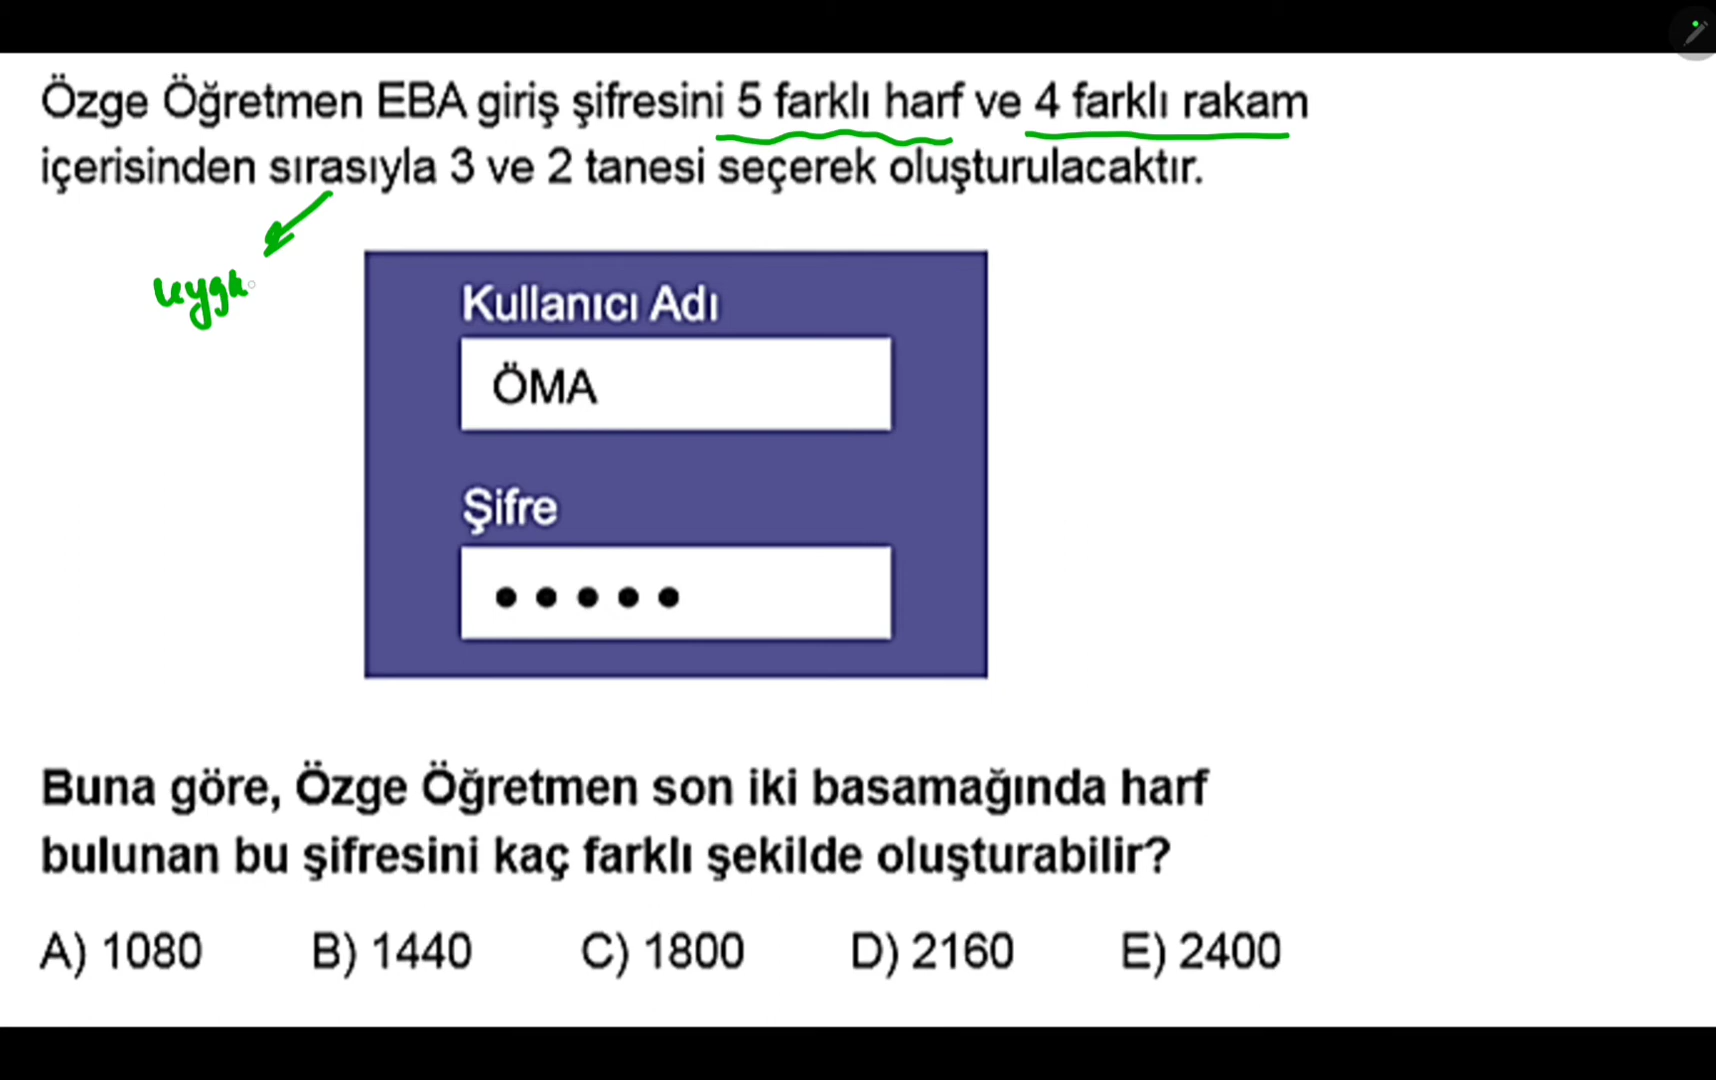 Özge Öğretmen EBA giriş şifresini 5 farklı harf ve 4 farklı rakam
içerisinden sırasıyla 3 ve 2 tanesi seçerek oluşturulacaktır.
uygu
Kullanıcı Adı
ÖMA
Şifre
•••••
Buna göre, Özge Öğretmen son iki basamağında harf
bulunan bu şifresini kaç farklı şekilde oluşturabilir?
A) 1080 B) 1440 C) 1800 D) 2160 E) 2400